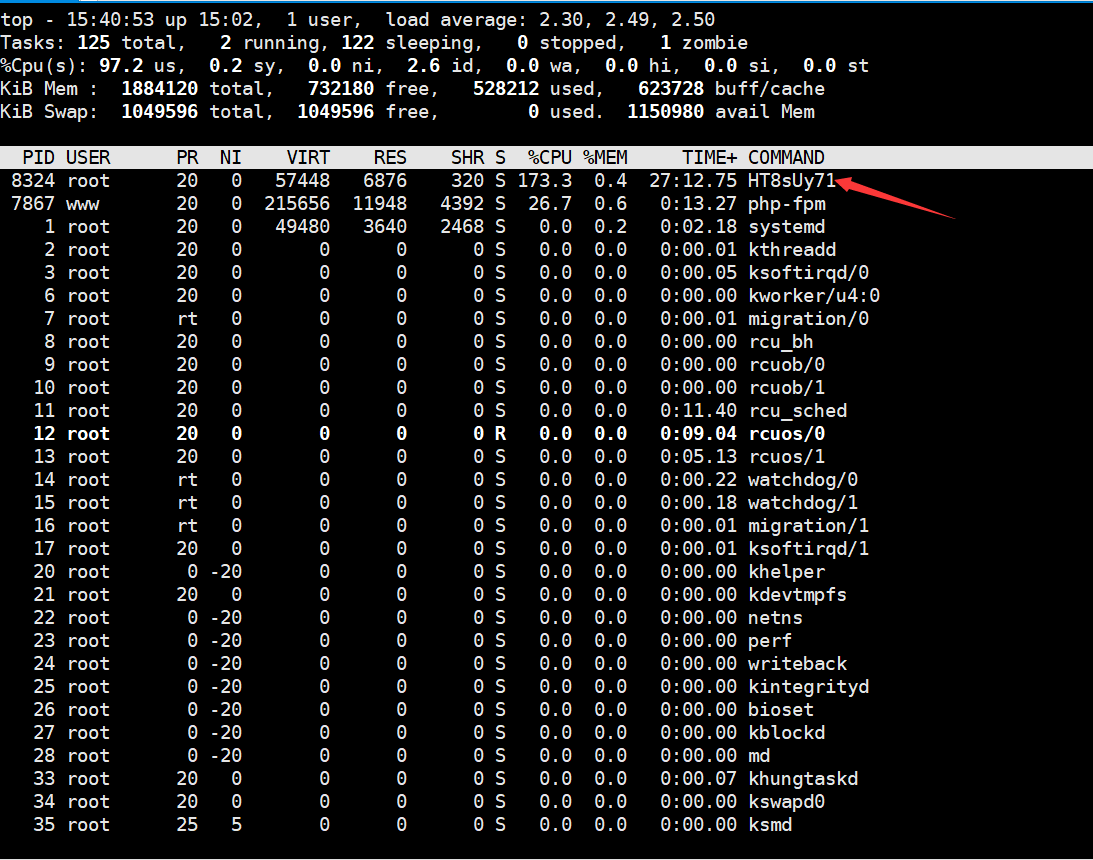 top - 15:40:53 up 15:02,  1 user,  load average: 2.30, 2.49, 2.50
Tasks: 125 total,   2 running, 122 sleeping,   0 stopped,   1 zombie
%Cpu(s): 97.2 us,  0.2 sy,  0.0 ni,  2.6 id,  0.0 wa,  0.0 hi,  0.0 si,  0.0 st
KiB Mem :  1884120 total,   732180 free,   528212 used,   623728 buff/cache
KiB Swap:  1049596 total,  1049596 free,        0 used.  1150980 avail Mem
PID USER      PR  NI    VIRT    RES    SHR S  %CPU %MEM     TIME+ COMMAND
8324 root      20   0   57448   6876    320 S 173.3  0.4  27:12.75 HT8sUy71
7867 www       20   0  215656  11948   4392 S  26.7  0.6   0:13.27 php-fpm
1 root      20   0   49480   3640   2468 S   0.0  0.2   0:02.18 systemd
2 root      20   0       0      0      0 S   0.0  0.0   0:00.01 kthreadd
3 root      20   0       0      0      0 S   0.0  0.0   0:00.05 ksoftirqd/0
6 root      20   0       0      0      0 S   0.0  0.0   0:00.00 kworker/u4:0
7 root      rt   0       0      0      0 S   0.0  0.0   0:00.01 migration/0
8 root      20   0       0      0      0 S   0.0  0.0   0:00.00 rcu_bh
9 root      20   0       0      0      0 S   0.0  0.0   0:00.00 rcuob/0
10 root      20   0       0      0      0 S   0.0  0.0   0:00.00 rcuob/1
11 root      20   0       0      0      0 S   0.0  0.0   0:11.40 rcu_sched
12 root      20   0       0      0      0 R   0.0  0.0   0:09.04 rcuos/0
13 root      20   0       0      0      0 S   0.0  0.0   0:05.13 rcuos/1
14 root      rt   0       0      0      0 S   0.0  0.0   0:00.22 watchdog/0
15 root      rt   0       0      0      0 S   0.0  0.0   0:00.18 watchdog/1
16 root      rt   0       0      0      0 S   0.0  0.0   0:00.01 migration/1
17 root      20   0       0      0      0 S   0.0  0.0   0:00.01 ksoftirqd/1
20 root       0 -20       0      0      0 S   0.0  0.0   0:00.00 khelper
21 root      20   0       0      0      0 S   0.0  0.0   0:00.00 kdevtmpfs
22 root       0 -20       0      0      0 S   0.0  0.0   0:00.00 netns
23 root       0 -20       0      0      0 S   0.0  0.0   0:00.00 perf
24 root       0 -20       0      0      0 S   0.0  0.0   0:00.00 writeback
25 root       0 -20       0      0      0 S   0.0  0.0   0:00.00 kintegrityd
26 root       0 -20       0      0      0 S   0.0  0.0   0:00.00 bioset
27 root       0 -20       0      0      0 S   0.0  0.0   0:00.00 kblockd
28 root       0 -20       0      0      0 S   0.0  0.0   0:00.00 md
33 root      20   0       0      0      0 S   0.0  0.0   0:00.07 khungtaskd
34 root      20   0       0      0      0 S   0.0  0.0   0:00.00 kswapd0
35 root      25   5       0      0      0 S   0.0  0.0   0:00.00 ksmd